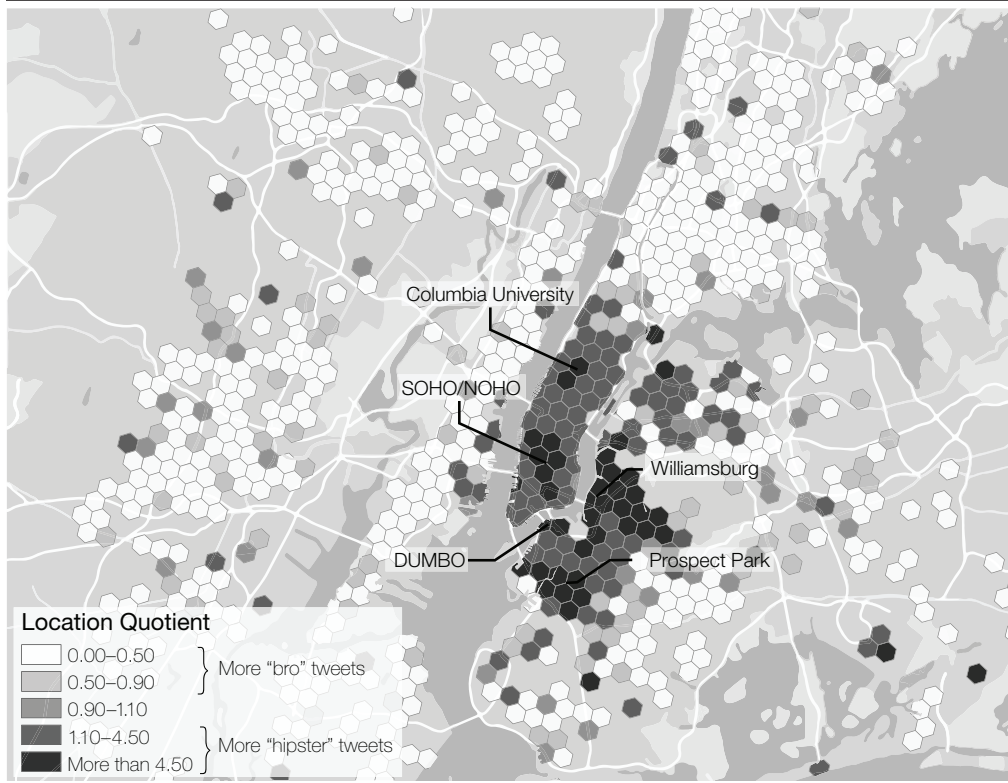 Columbia University
SOHO/NOHO
Williamsburg
DUMBO
Prospect Park
Location Quotient
0.00–0.50
0.50–0.90
More “bro” tweets
0.90–1.10
1.10–4.50
More than 4.50
More “hipster” tweets